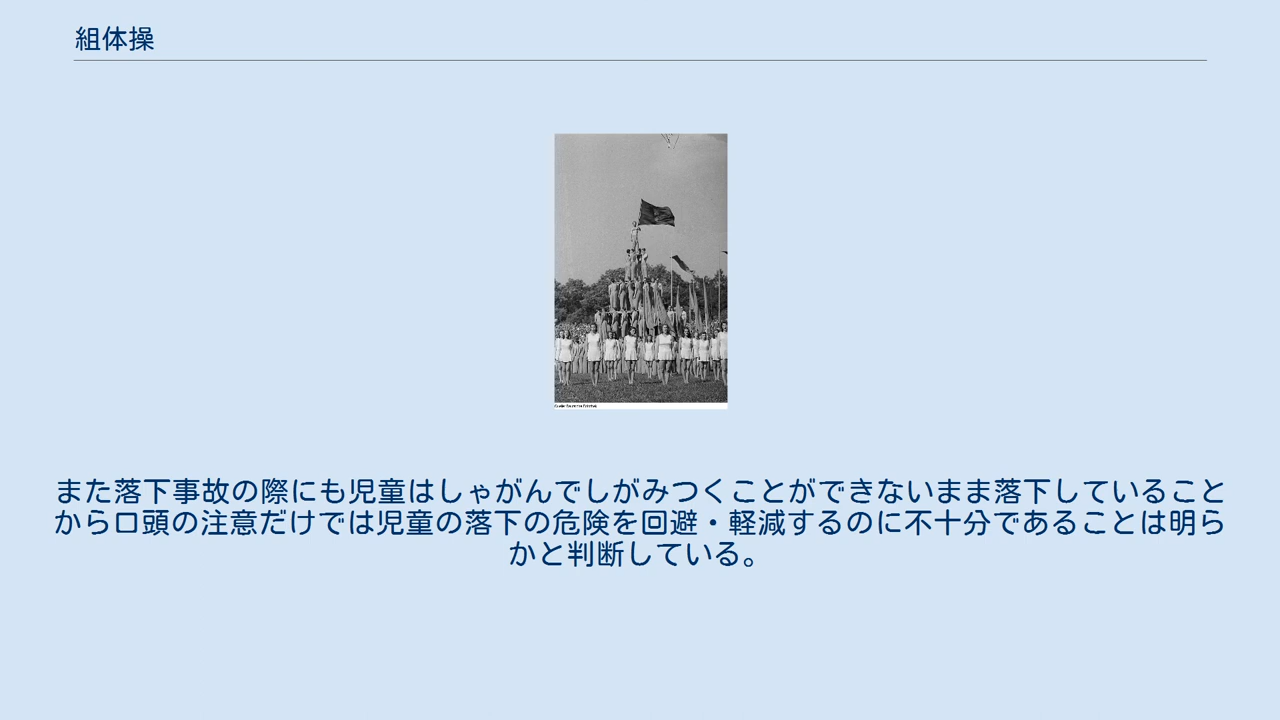 組体操
また落下事故の際にも児童はしゃがんでしがみつくことができないまま落下していること
から口頭の注意だけでは児童の落下の危険を回避・軽減するのに不十分であることは明ら
かと判断している。